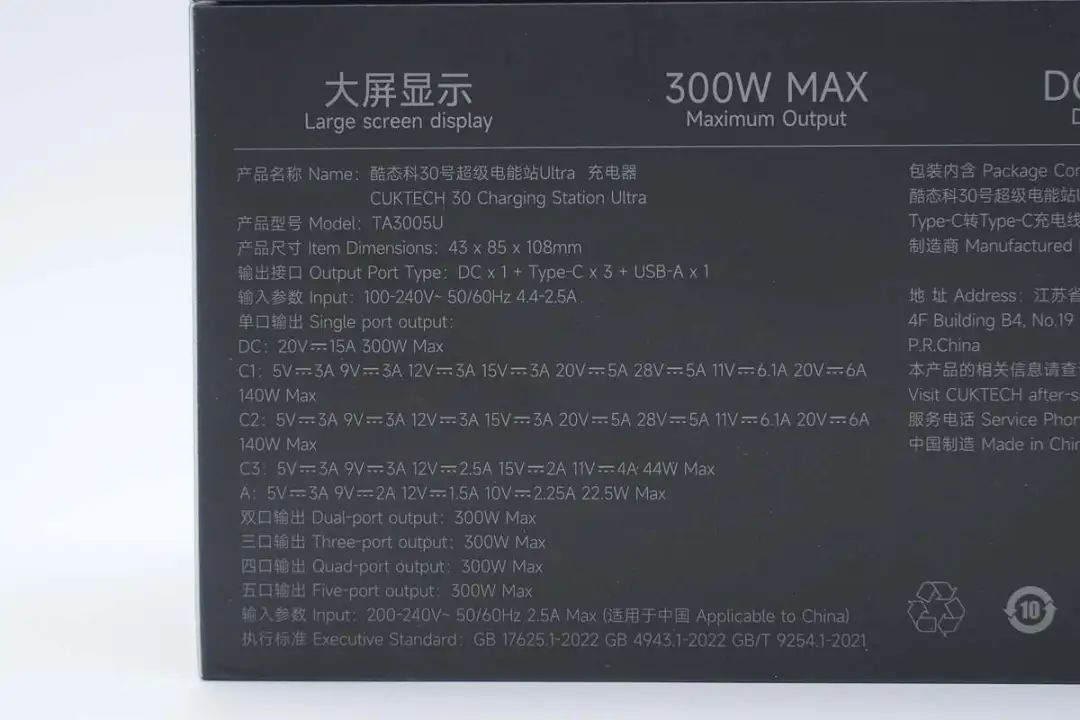 大屏显示
Large screen display
300W MAX
Maximum Output
产品名称 Name：酷态科30号超级电能站Ultra 充电器
CUKTECH 30 Charging Station Ultra
产品型号 Model：TA3005U
产品尺寸 Item Dimensions：43 x 85 x 108mm
输出接口 Output Port Type：DC x 1 + Type-C x 3 + USB-A x 1
输入参数 Input：100-240V~ 50/60Hz 4.4-2.5A
单口输出 Single port output:
DC：20V⎓15A 300W Max
C1：5V⎓3A 9V⎓3A 12V⎓3A 15V⎓3A 20V⎓5A 28V⎓5A 11V⎓6.1A 20V⎓6A
140W Max
C2：5V⎓3A 9V⎓3A 12V⎓3A 15V⎓3A 20V⎓5A 28V⎓5A 11V⎓6.1A 20V⎓6A
140W Max
C3：5V⎓3A 9V⎓3A 12V⎓2.5A 15V⎓2A 11V⎓4A 44W Max
A：5V⎓3A 9V⎓2A 12V⎓1.5A 10V⎓2.25A 22.5W Max
双口输出 Dual-port output：300W Max
三口输出 Three-port output：300W Max
四口输出 Quad-port output：300W Max
五口输出 Five-port output：300W Max
输入参数 Input：200-240V~ 50/60Hz 2.5A Max (适用于中国 Applicable to China)
执行标准 Executive Standard：GB 17625.1-2022 GB 4943.1-2022 GB/T 9254.1-2021
包装内含 Package
酷态科30号超级电能站
Type-C转Type-C充电线
制造商 Manufactured
地 址 Address：江苏省
4F Building B4, No.19
P.R.China
本产品的相关信息请查
Visit CUKTECH after-s
服务电话 Service Phon
中国制造 Made in Chin
10